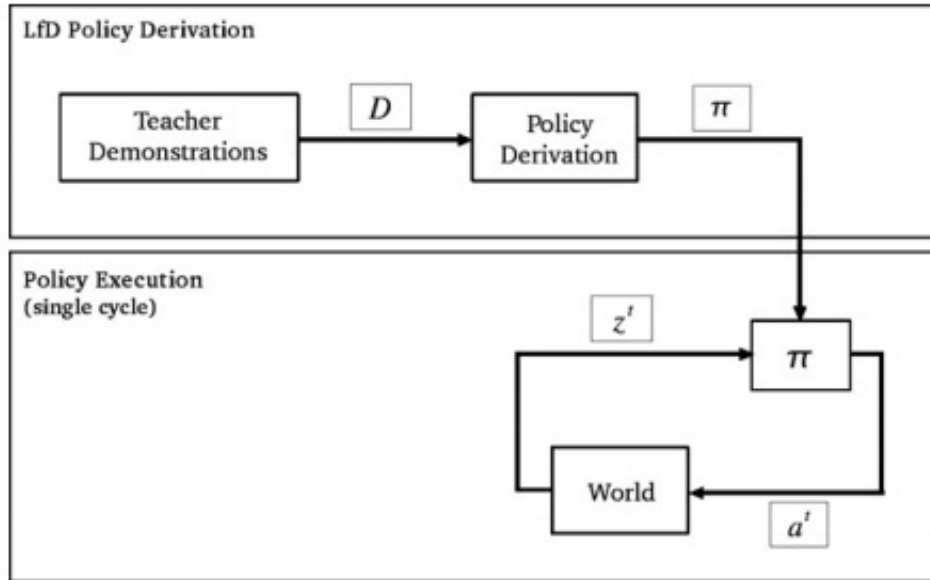 LfD Policy Derivation
Teacher
Demonstrations
D
Policy
Derivation
π
Policy Execution
(single cycle)
z^t
π
World
a^t